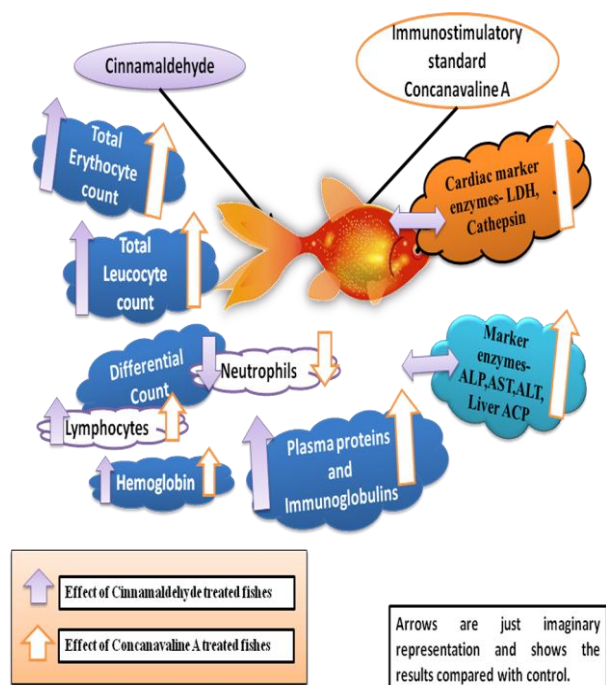 Cinnamaldehyde
Immunostimulatory
standard
Concanavaline A
Total
Erythocyte
count
Cardiac marker
enzymes- LDH,
Cathepsin
Total
Leucocyte
count
Differential
Count
Neutrophils
Lymphocytes
Hemoglobin
Marker
enzymes-
ALP,AST,ALT,
Liver ACP
Plasma proteins
and
Immunoglobulins
Effect of Cinnamaldehyde treated fishes
Effect of Concanavaline A treated fishes
Arrows are just imaginary
representation and shows the
results compared with control.